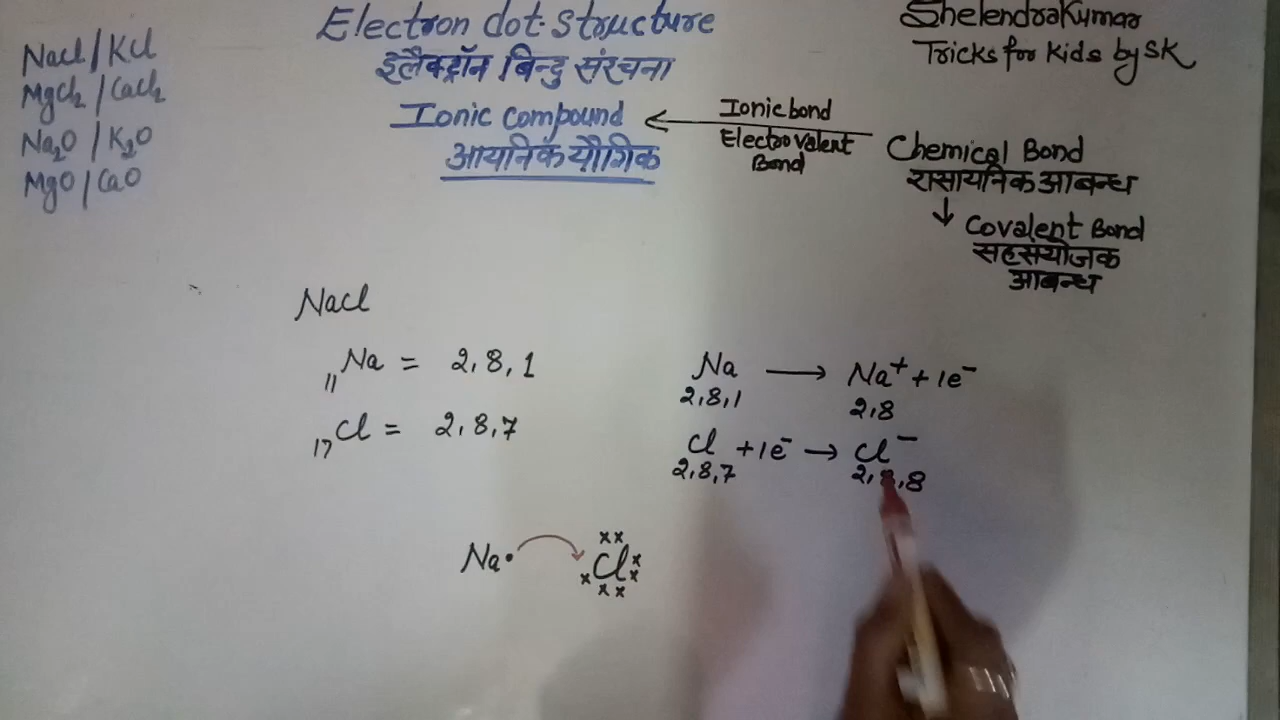 Electron dot structure
इलैक्ट्रॉन बिन्दु संरचना
Ionic compound
आयनिक यौगिक
Shelendra Kumar
Tricks for Kids by SK
NaCl / KCl
MgCl₂ / CaCl₂
Na₂O / K₂O
MgO / CaO
Ionic bond
Electrovalent
Bond
Chemical Bond
रासायनिक आबन्ध
Covalent Bond
सहसंयोजक
आबन्ध
NaCl
₁₁Na = 2,8,1
₁₇Cl = 2,8,7
Na → Na⁺ + 1e⁻
2,8,1 2,8
Cl + 1e⁻ → Cl⁻
2,8,7 2,8,8
Na• Cl